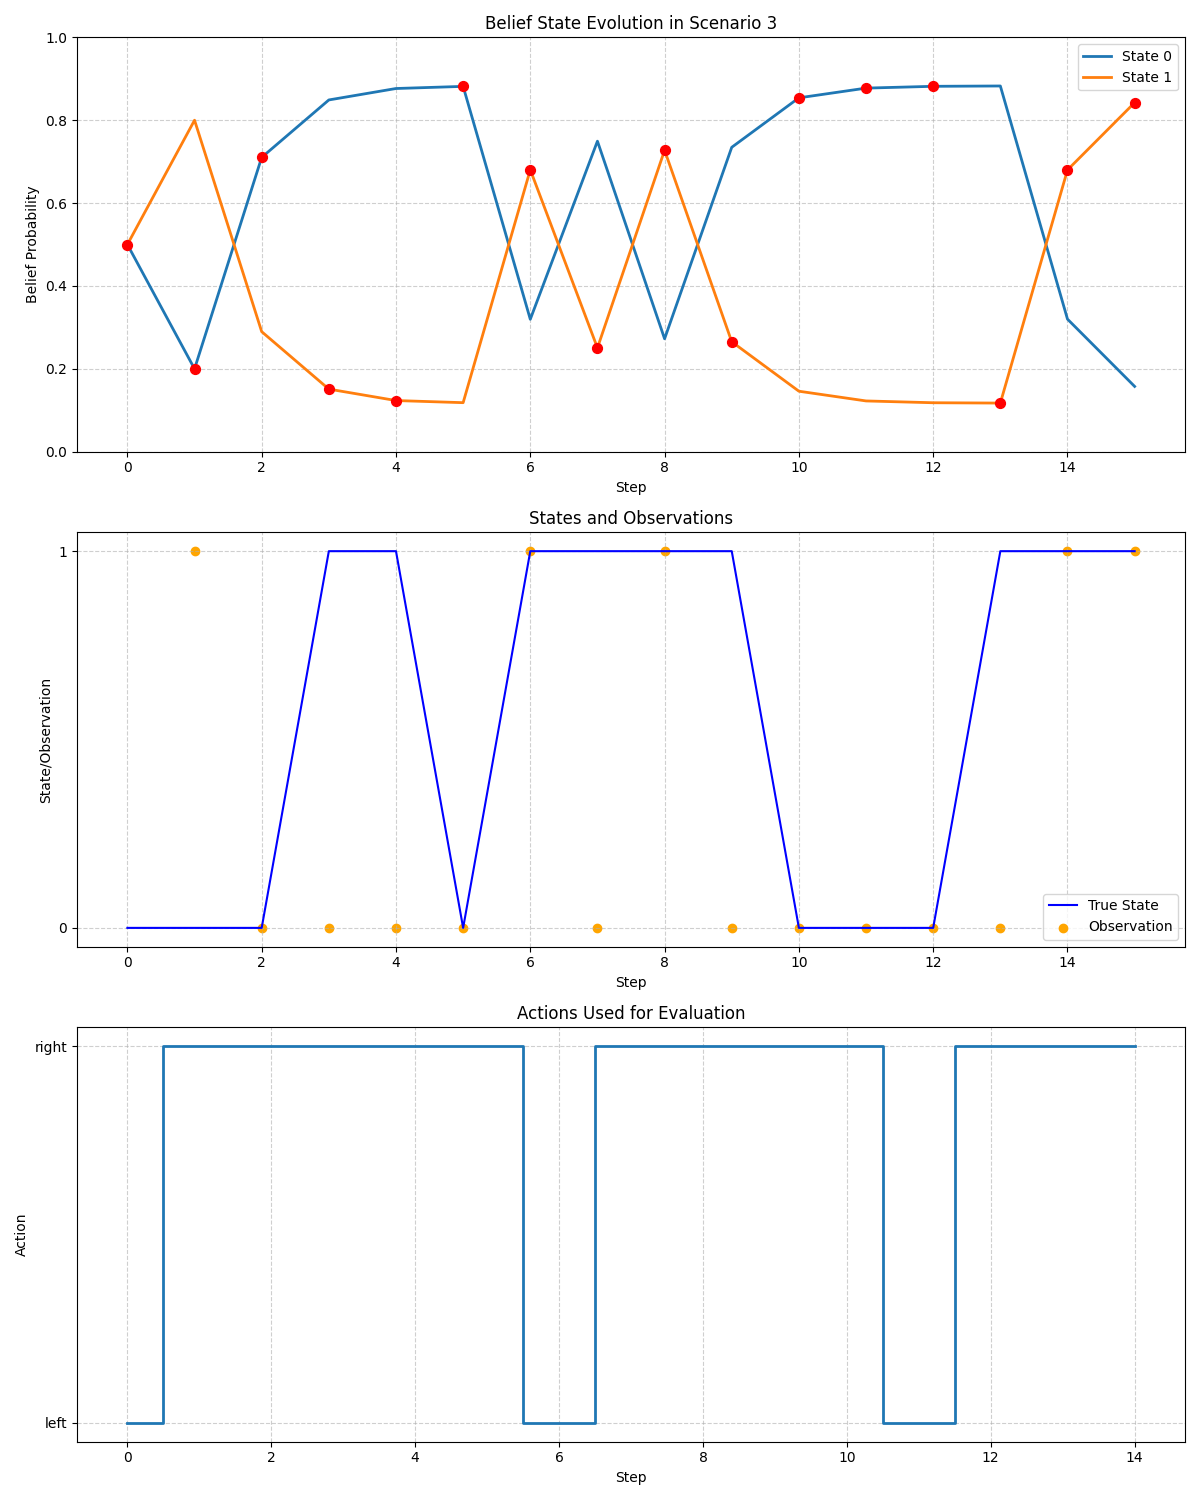 Belief State Evolution in Scenario 3
1.0
0.8
0.6
0.4
0.2
0.0
Belief Probability
State 0
State 1
0 2 4 6 8 10 12 14
Step
States and Observations
1
0
State/Observation
True State
Observation
0 2 4 6 8 10 12 14
Step
Actions Used for Evaluation
right
left
Action
0 2 4 6 8 10 12 14
Step